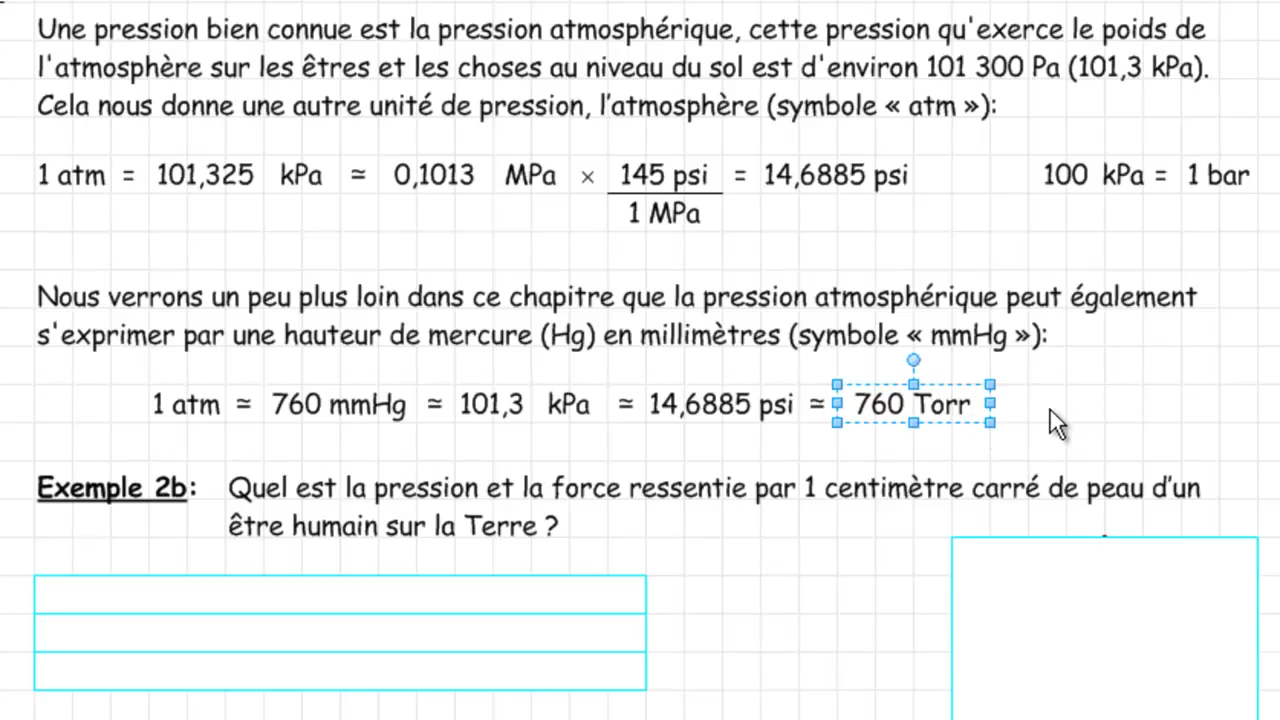 Une pression bien connue est la pression atmosphérique, cette pression qu'exerce le poids de
l'atmosphère sur les êtres et les choses au niveau du sol est d'environ 101 300 Pa (101,3 kPa).
Cela nous donne une autre unité de pression, l'atmosphère (symbole « atm »):
1 atm = 101,325 kPa ≃ 0,1013 MPa × 145 psi = 14,6885 psi 100 kPa = 1 bar
1 MPa
Nous verrons un peu plus loin dans ce chapitre que la pression atmosphérique peut également
s'exprimer par une hauteur de mercure (Hg) en millimètres (symbole « mmHg »):
1 atm ≃ 760 mmHg ≃ 101,3 kPa ≃ 14,6885 psi ≃ 760 Torr
Exemple 2b: Quel est la pression et la force ressentie par 1 centimètre carré de peau d'un
être humain sur la Terre ?